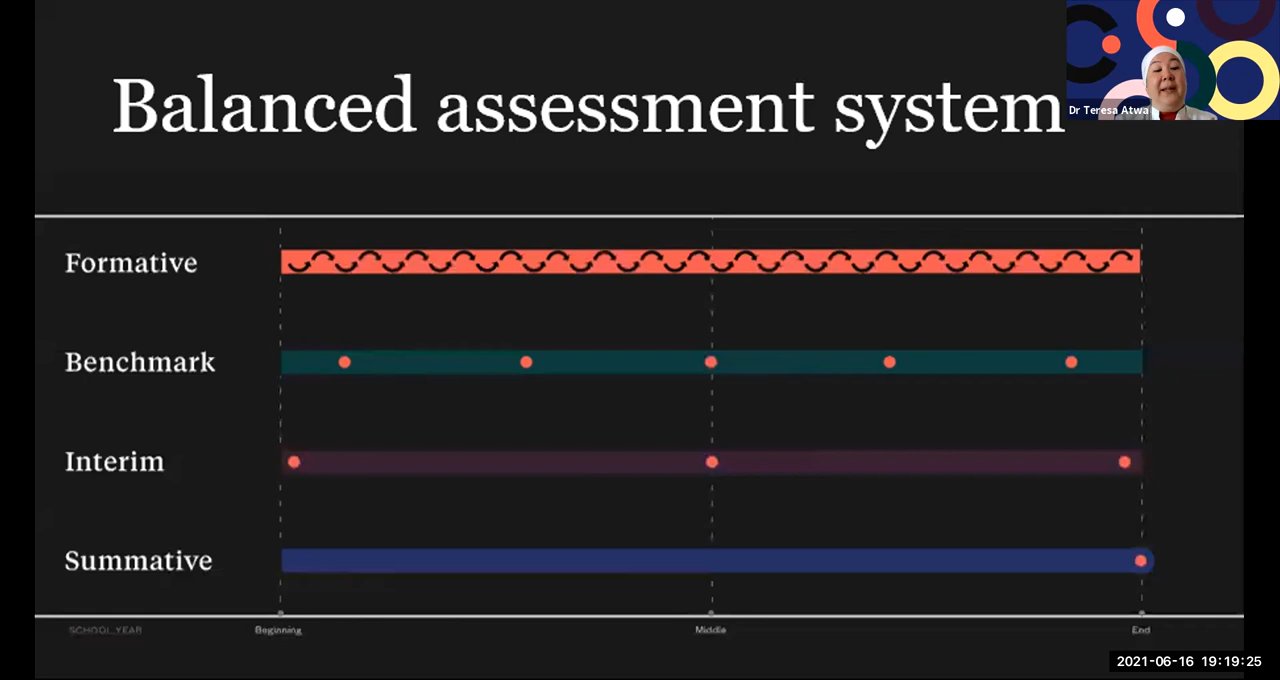 Balanced assessment system
Dr Teresa Atwa
Formative
Benchmark
Interim
Summative
SCHOOL YEAR
Beginning
Middle
End
2021-06-16 19:19:25